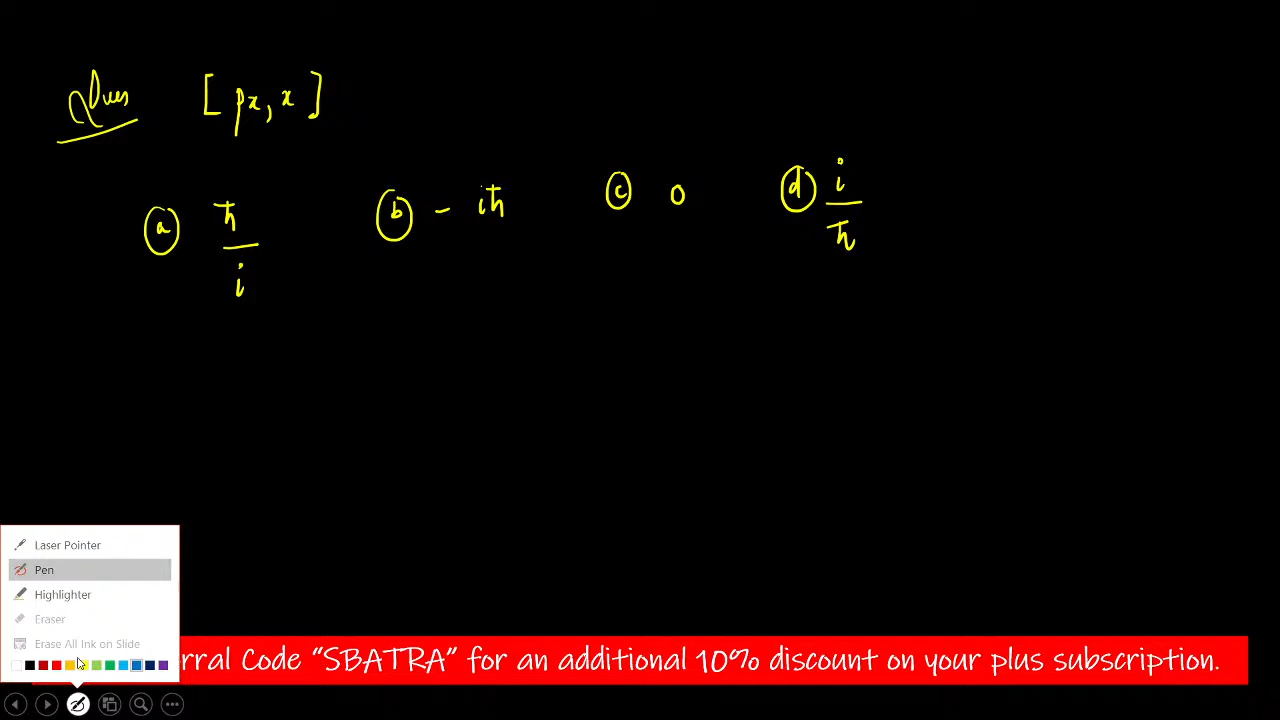 Ques [px, x]
(a) ħ/i (b) - iħ (c) 0 (d) i/ħ
Laser Pointer
Pen
Highlighter
Eraser
Erase All Ink on Slide
rral Code “SBATRA” for an additional 10% discount on your plus subscription.